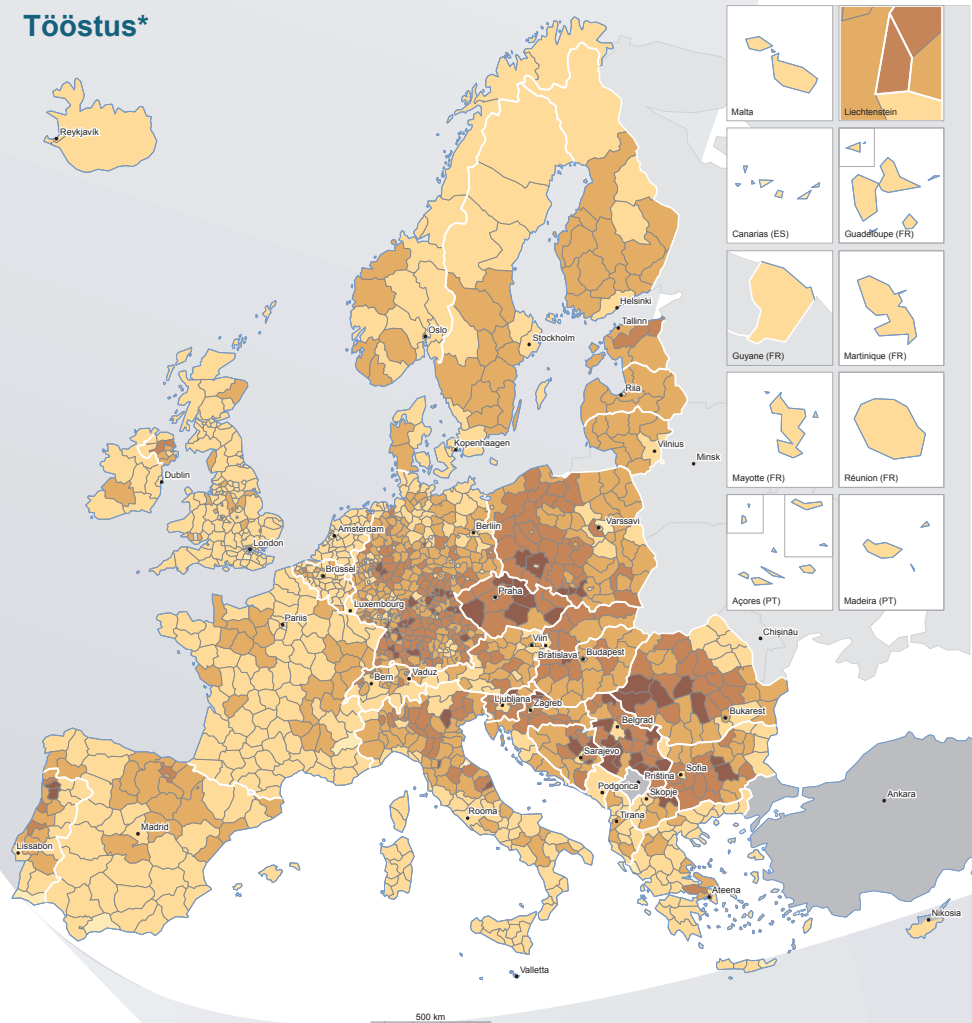 Tööstus*
Malta
Liechtenstein
Reykjavík
Canarias (ES)
Guadeloupe (FR)
Helsinki
Tallinn
Oslo
Stockholm
Guyane (FR)
Martinique (FR)
Riia
Kopenhaagen
Vilnius
Minsk
Dublin
Mayotte (FR)
Réunion (FR)
Amsterdam
Berliin
Varssavi
London
Brüssel
Praha
Luxembourg
Açores (PT)
Madeira (PT)
Pariis
Viin
Bratislava
Budapest
Chișinău
Bern
Vaduz
Ljubljana
Zagreb
Bukarest
Belgrad
Sarajevo
Priština
Sofia
Podgorica
Skopje
Ankara
Rooma
Tirana
Madrid
Lissabon
Ateena
Nikosia
Valletta
500 km